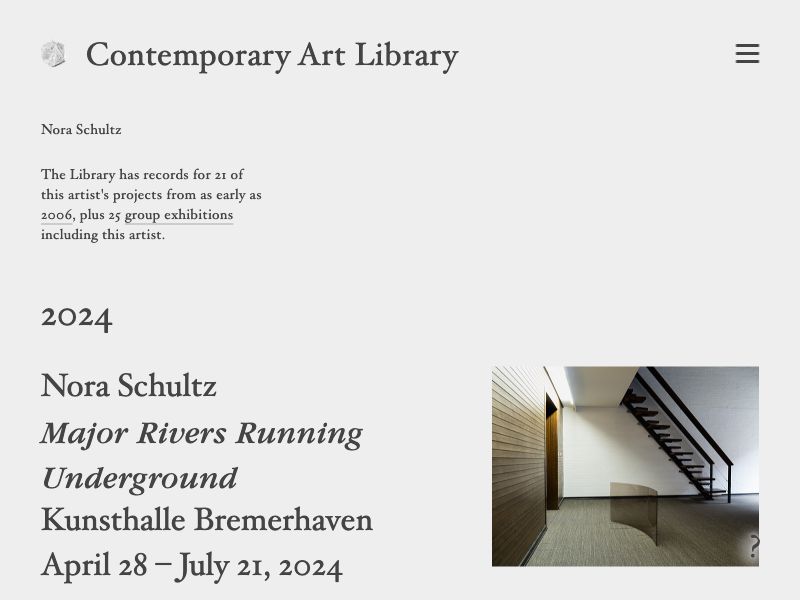 Contemporary Art Library
Nora Schultz
The Library has records for 21 of
this artist's projects from as early as
2006, plus 25 group exhibitions
including this artist.
2024
Nora Schultz
Major Rivers Running
Underground
Kunsthalle Bremerhaven
April 28 – July 21, 2024
?